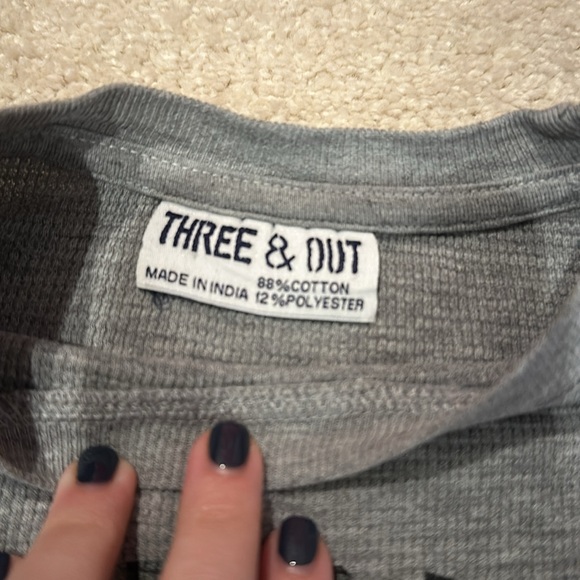 THREE & OUT
MADE IN INDIA 88%COTTON
12%POLYESTER